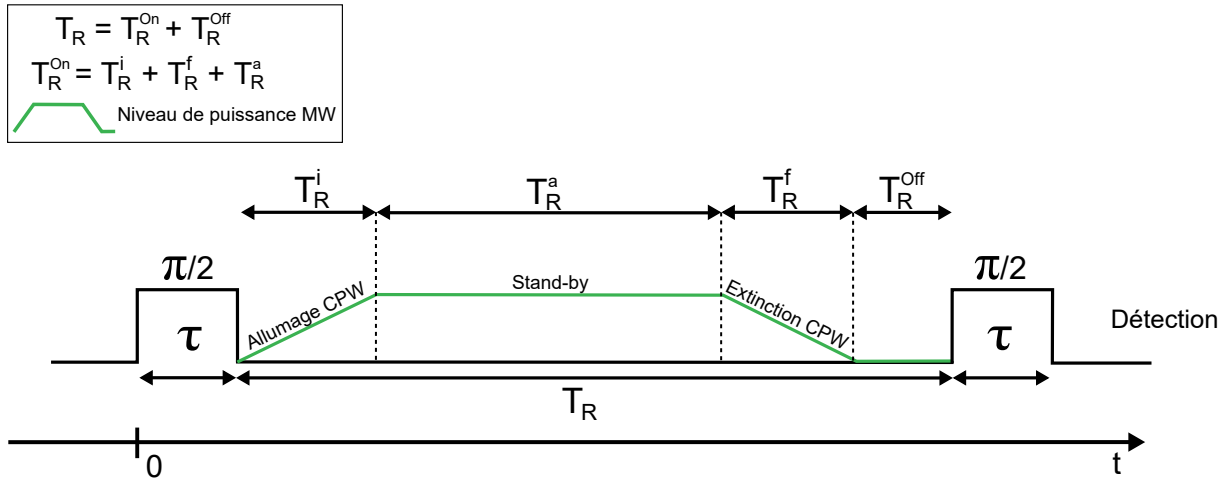 T_R = T_R^On + T_R^Off
T_R^On = T_R^i + T_R^f + T_R^a
Niveau de puissance MW
T_R^i T_R^a T_R^f T_R^Off
π/2 π/2
Allumage CPW Stand-by Extinction CPW
τ τ Détection
T_R
0 t